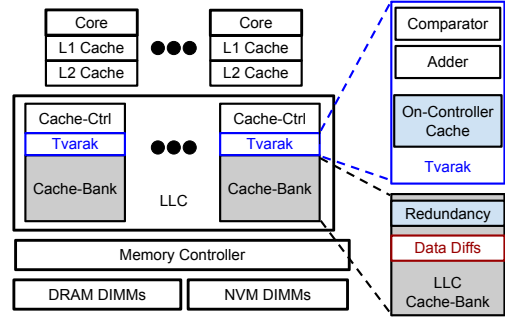 Core
L1 Cache
L2 Cache
Core
L1 Cache
L2 Cache
Cache-Ctrl
Tvarak
Cache-Bank
LLC
Cache-Ctrl
Tvarak
Cache-Bank
Memory Controller
DRAM DIMMs
NVM DIMMs
Comparator
Adder
On-Controller
Cache
Tvarak
Redundancy
Data Diffs
LLC
Cache-Bank